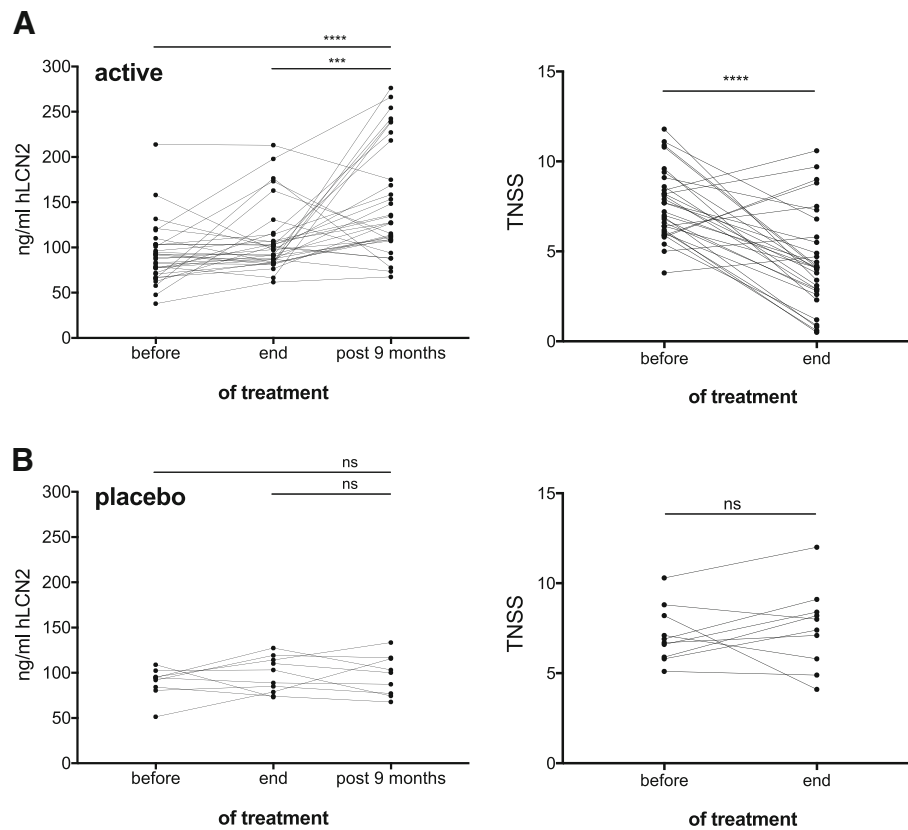 A
active
****
***
ng/ml hLCN2
300
250
200
150
100
50
0
before end post 9 months
of treatment
****
TNSS
15
10
5
0
before end
of treatment
B
placebo
ns
ns
ng/ml hLCN2
300
250
200
150
100
50
0
before end post 9 months
of treatment
ns
TNSS
15
10
5
0
before end
of treatment